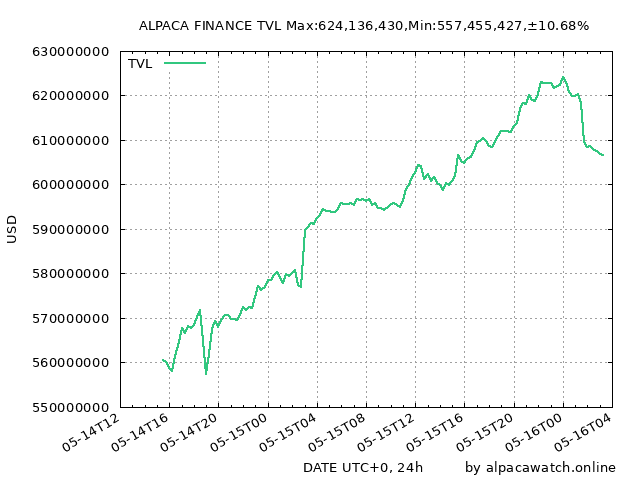 ALPACA FINANCE TVL Max:624,136,430,Min:557,455,427,±10.68%
630000000
TVL
620000000
610000000
600000000
590000000
USD
580000000
570000000
560000000
550000000
05-14T12
05-14T16
05-14T20
05-15T00
05-15T04
05-15T08
05-15T12
05-15T16
05-15T20
05-16T00
05-16T04
DATE UTC+0, 24h
by alpacawatch.online